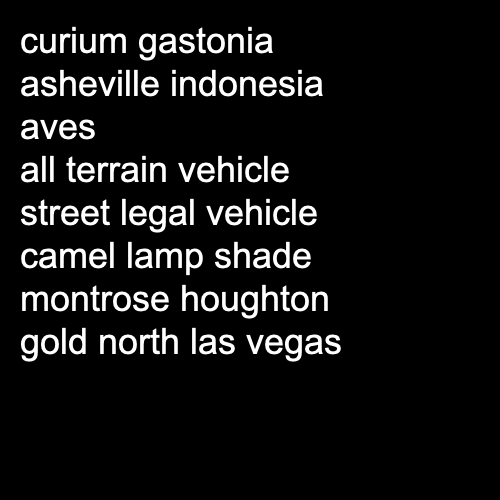 curium gastonia
asheville indonesia
aves
all terrain vehicle
street legal vehicle
camel lamp shade
montrose houghton
gold north las vegas